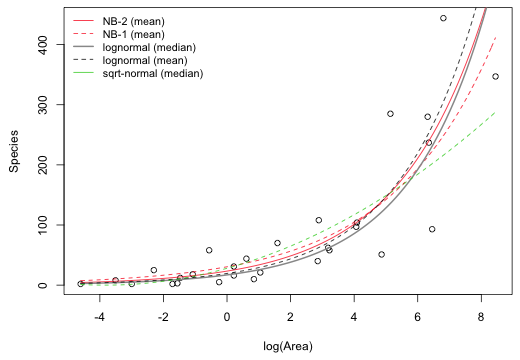 NB-2 (mean)
NB-1 (mean)
lognormal (median)
lognormal (mean)
sqrt-normal (median)
Species
0
100
200
300
400
-4
-2
0
2
4
6
8
log(Area)